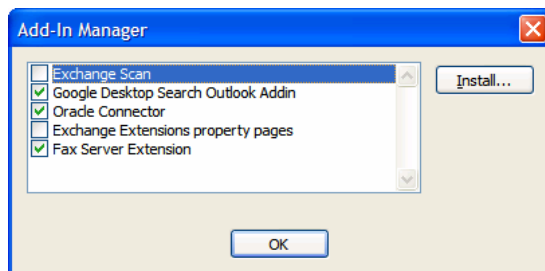 Add-In Manager
Exchange Scan
Google Desktop Search Outlook Addin
Oracle Connector
Exchange Extensions property pages
Fax Server Extension
Install...
OK